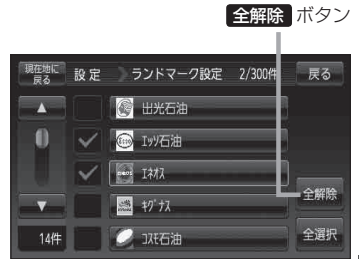 全解除 ボタン
現在地に
戻る
設定
ランドマーク設定 2/300件
戻る
出光石油
Esso エッソ石油
ENEOS エネオス
キグナス
全解除
コスモ石油
14件
全選択